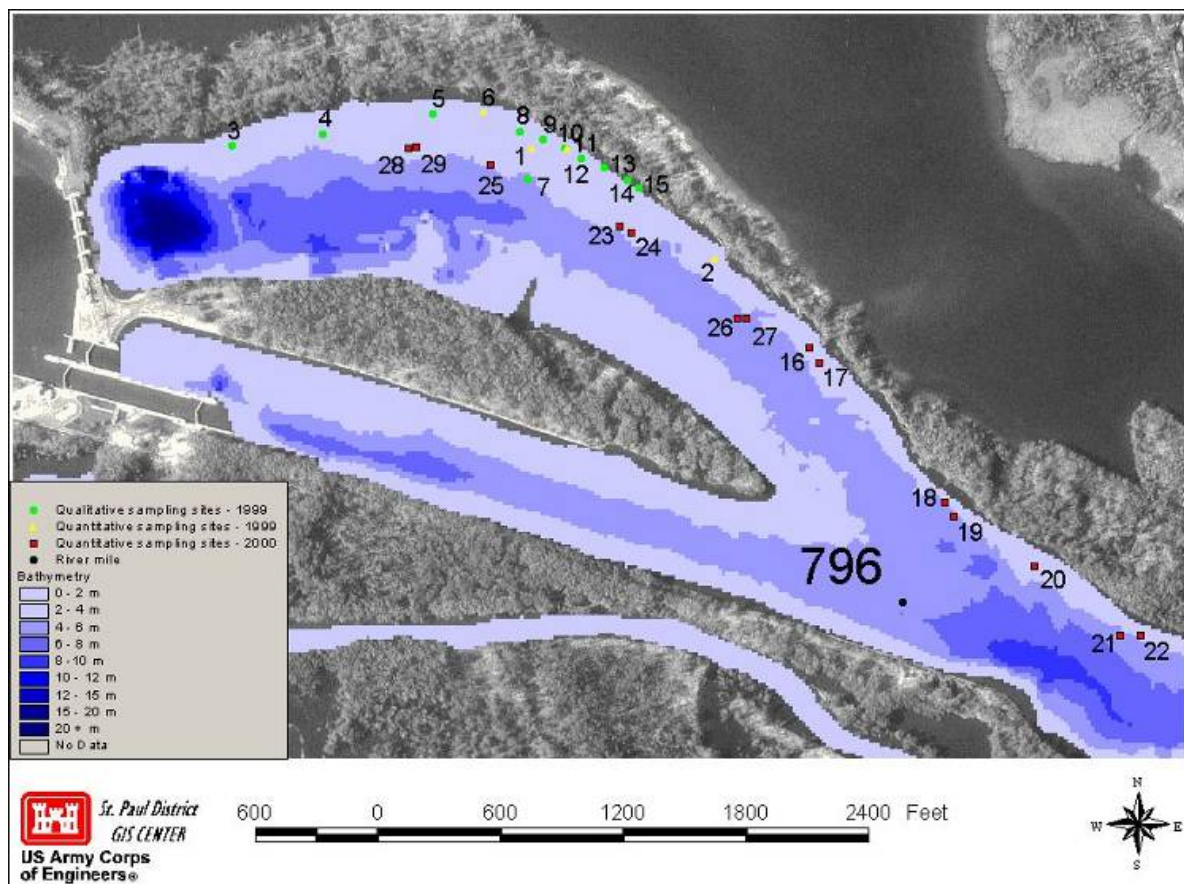 6
5
8
4
9
3
10
1
11
28
29
12
13
25
7
14
15
23
24
2
26
27
16
17
18
19
796
20
21
22
Qualitative sampling sites - 1999
Quantitative sampling sites - 1999
Quantitative sampling sites - 2000
River mile
Bathymetry
0 - 2 m
2 - 4 m
4 - 6 m
6 - 8 m
8 - 10 m
10 - 12 m
12 - 15 m
15 - 20 m
20 + m
No Data
St. Paul District
GIS CENTER
US Army Corps
of Engineers®
600 0 600 1200 1800 2400 Feet
N
W E
S